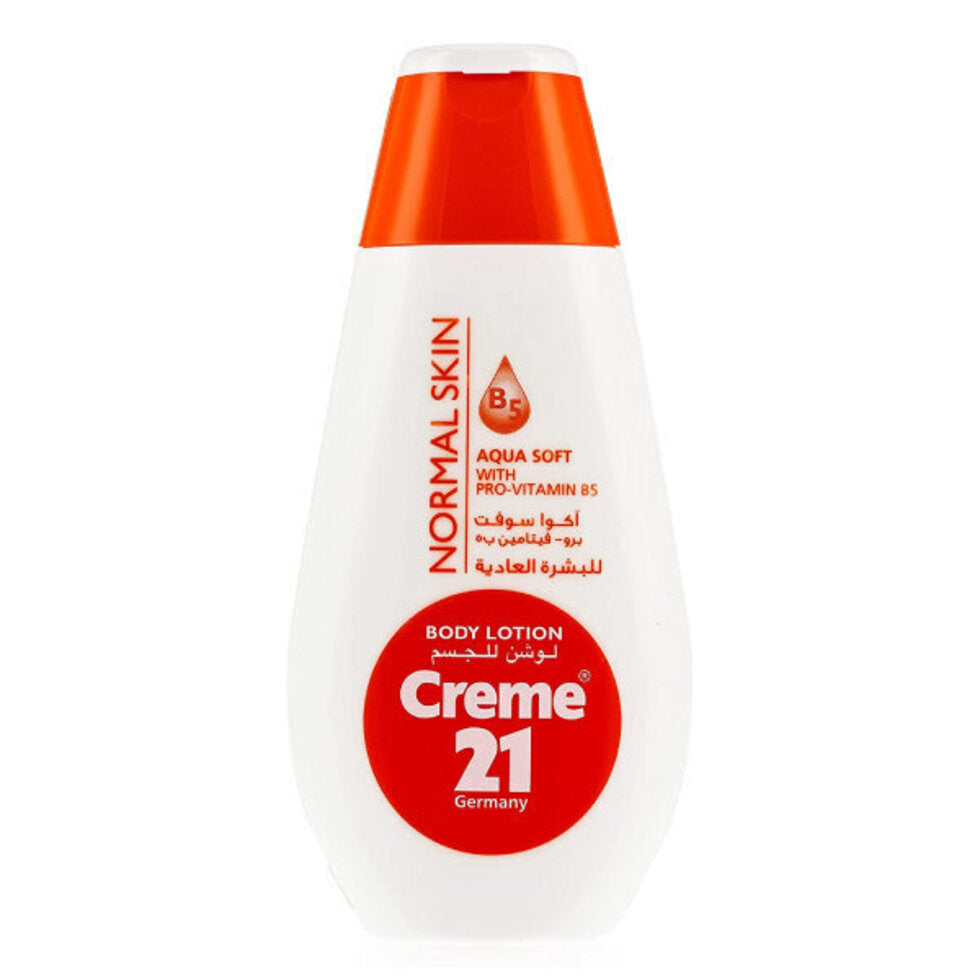 NORMAL SKIN
B5
AQUA SOFT
WITH
PRO-VITAMIN B5
أكوا سوفت
برو- فيتامين ب٥
للبشرة العادية
BODY LOTION
لوشن للجسم
Creme®
21
Germany